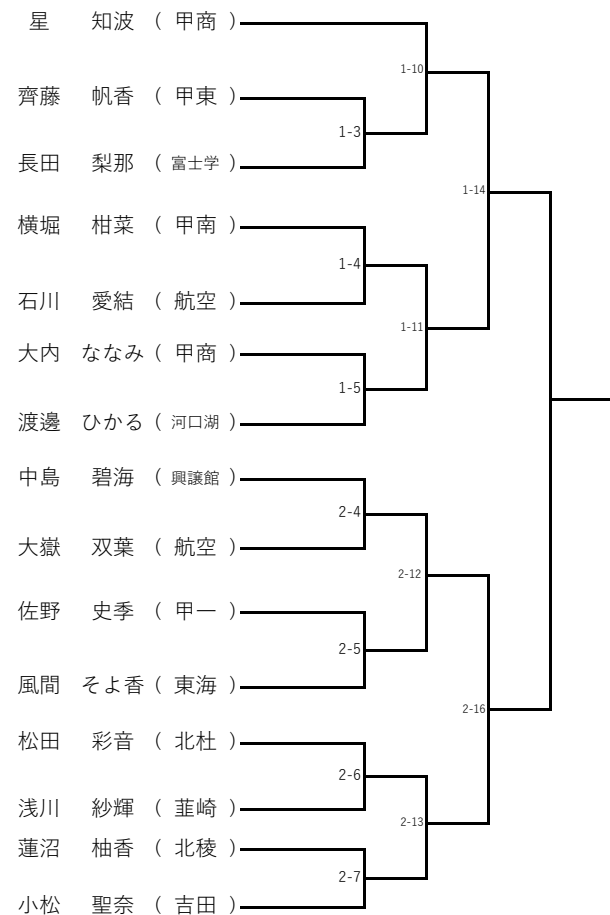 星 知波 ( 甲商 )
1-10
齊藤 帆香 ( 甲東 )
1-3
長田 梨那 ( 富士学 )
1-14
横堀 柑菜 ( 甲南 )
1-4
石川 愛結 ( 航空 )
1-11
大内 ななみ ( 甲商 )
1-5
渡邊 ひかる ( 河口湖 )
中島 碧海 ( 興譲館 )
2-4
大嶽 双葉 ( 航空 )
2-12
佐野 史季 ( 甲一 )
2-5
風間 そよ香 ( 東海 )
2-16
松田 彩音 ( 北杜 )
2-6
浅川 紗輝 ( 韮崎 )
2-13
蓮沼 柚香 ( 北稜 )
2-7
小松 聖奈 ( 吉田 )